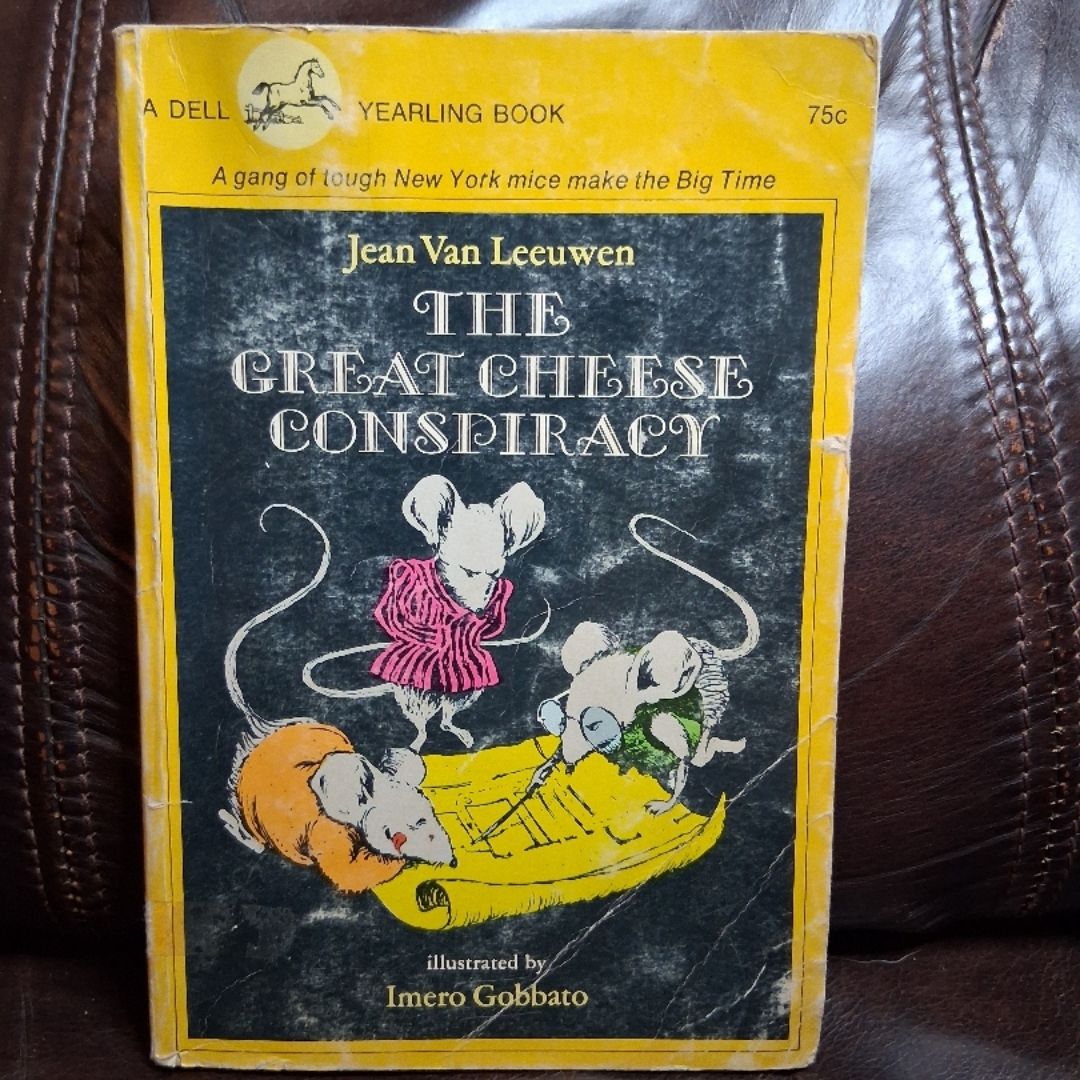 A DELL YEARLING BOOK 75c
A gang of tough New York mice make the Big Time
Jean Van Leeuwen
THE
GREAT CHEESE
CONSPIRACY
illustrated by
Imero Gobbato